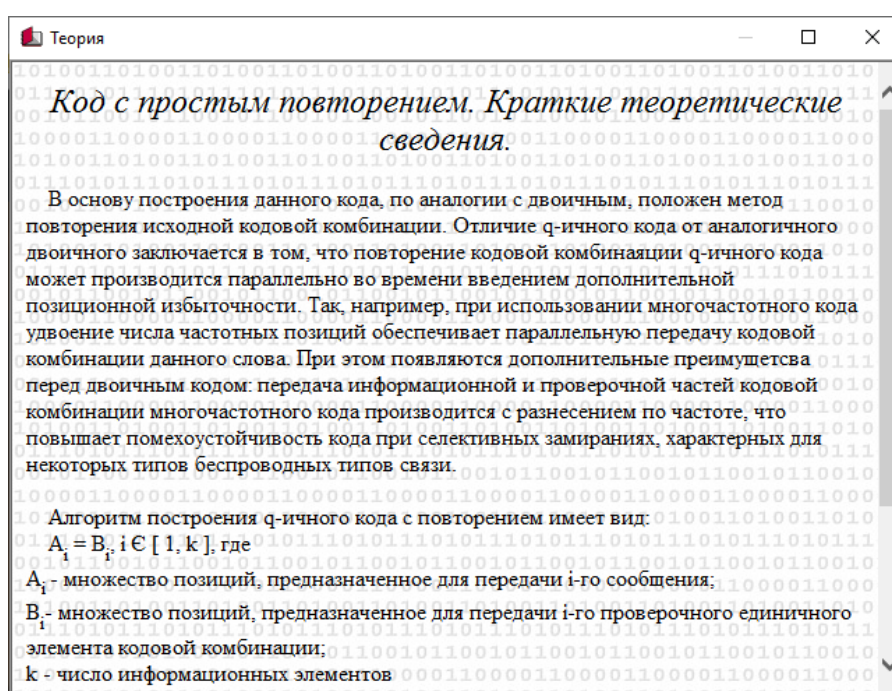 Теория
Код с простым повторением. Краткие теоретические
сведения.
В основу построения данного кода, по аналогии с двоичным, положен метод
повторения исходной кодовой комбинации. Отличие q-ичного кода от аналогичного
двоичного заключается в том, что повторение кодовой комбинаяции q-ичного кода
может производится параллельно во времени введением дополнительной
позиционной избыточности. Так, например, при использовании многочастотного кода
удвоение числа частотных позиций обеспечивает параллельную передачу кодовой
комбинации данного слова. При этом появляются дополнительные преимущетсва
перед двоичным кодом: передача информационной и проверочной частей кодовой
комбинации многочастотного кода производится с разнесением по частоте, что
повышает помехоустойчивость кода при селективных замираниях, характерных для
некоторых типов беспроводных типов связи.
Алгоритм построения q-ичного кода с повторением имеет вид:
A_i = B_i, i Є [ 1, k ], где
A_i - множество позиций, предназначенное для передачи i-го сообщения;
B_i- множество позиций, предназначенное для передачи i-го проверочного единичного
элемента кодовой комбинации;
k - число информационных элементов